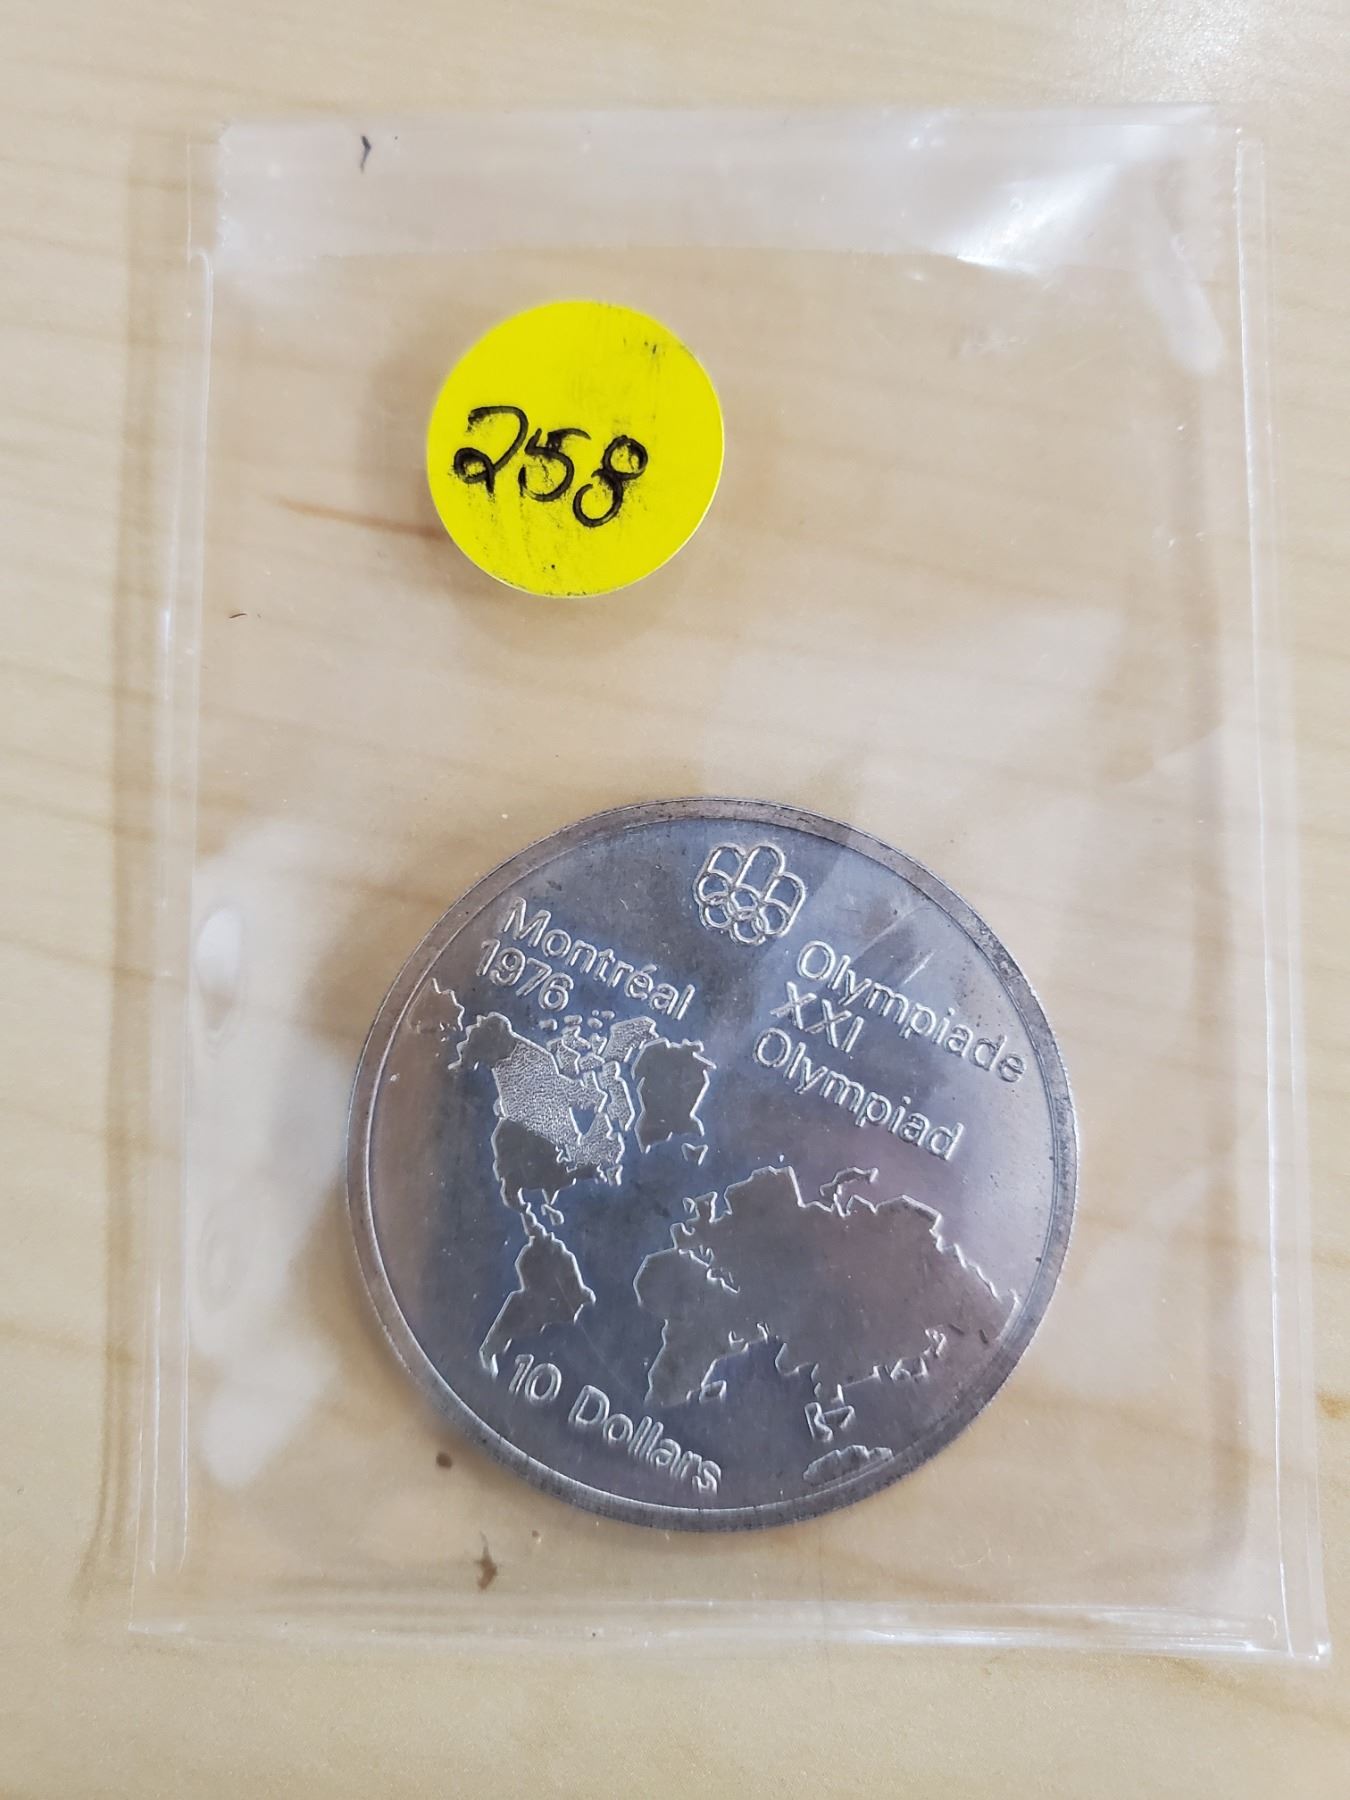 258
Montréal
1976
Olympiade
XXI
Olympiad
10 Dollars